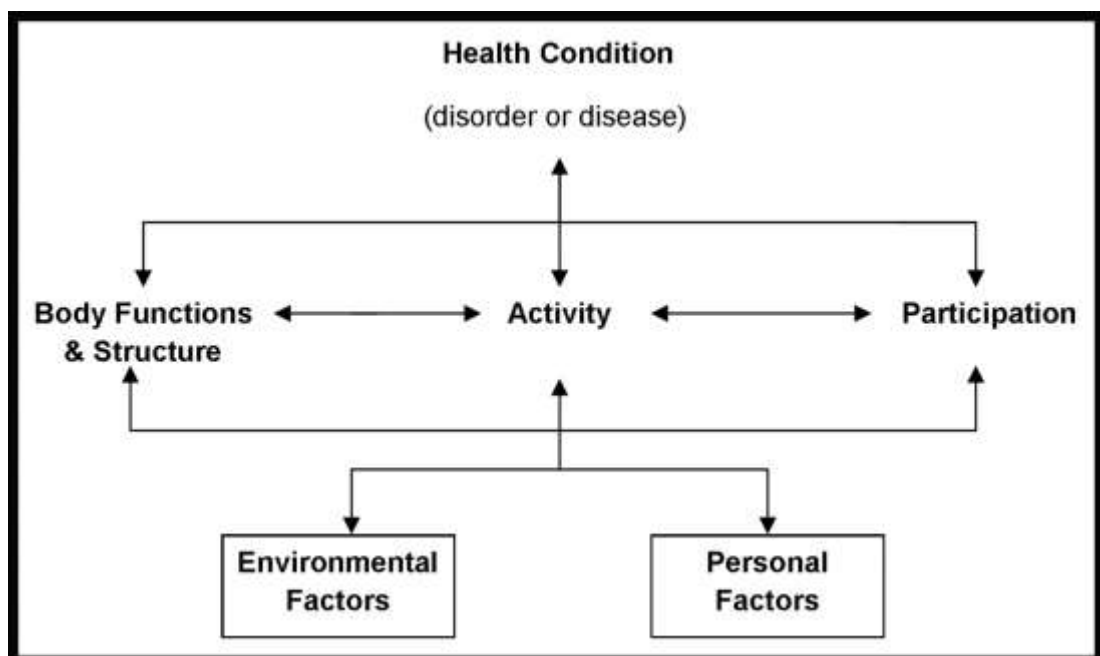 Health Condition
(disorder or disease)
Body Functions
& Structure
Activity
Participation
Environmental
Factors
Personal
Factors